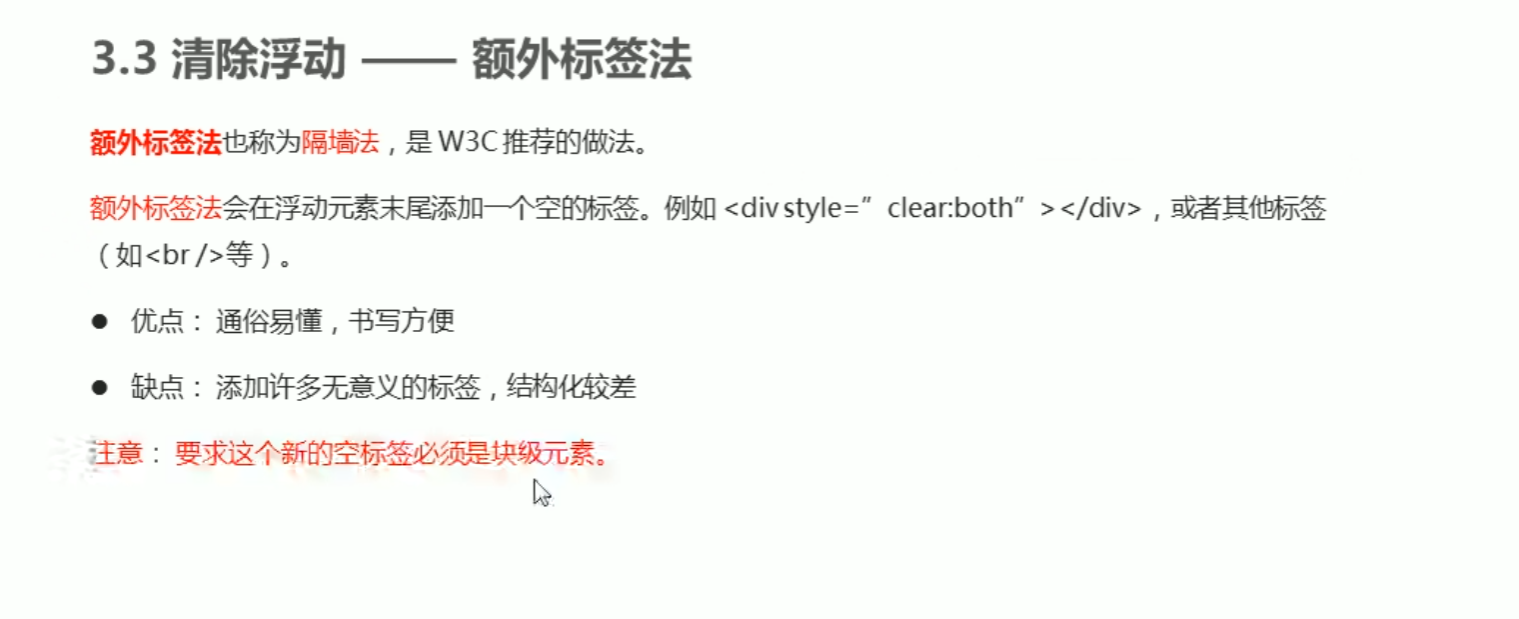 3.3 清除浮动 —— 额外标签法
额外标签法也称为隔墙法，是 W3C 推荐的做法。
额外标签法会在浮动元素末尾添加一个空的标签。例如 <div style=”clear:both”></div>，或者其他标签
（如<br />等）。
● 优点： 通俗易懂，书写方便
● 缺点： 添加许多无意义的标签，结构化较差
注意： 要求这个新的空标签必须是块级元素。